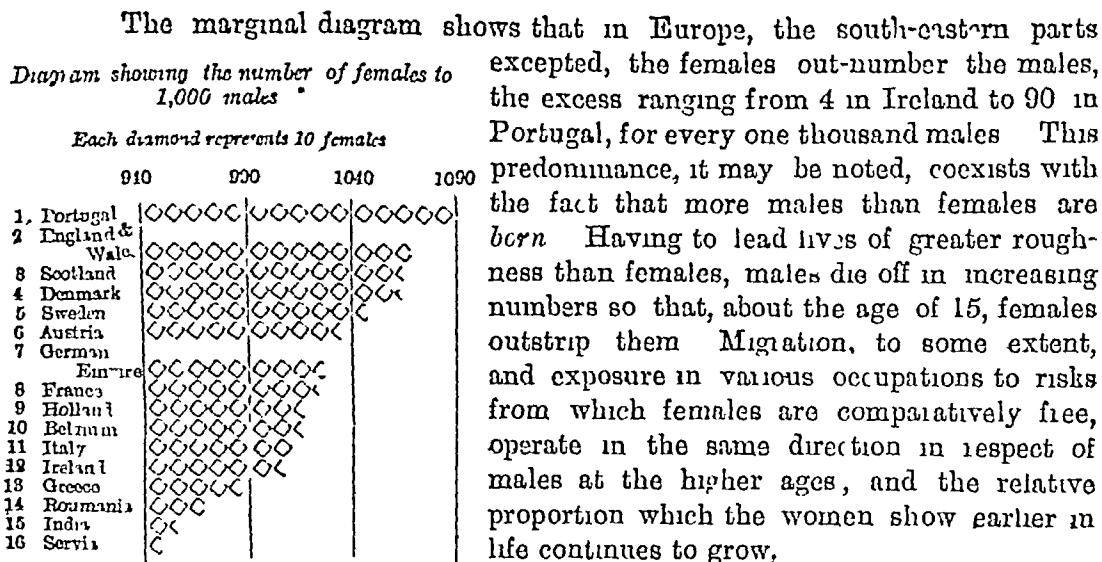 The marginal diagram shows that in Europe, the south-eastern parts
excepted, the females out-number the males,
the excess ranging from 4 in Ireland to 90 in
Portugal, for every one thousand males This
predominance, it may be noted, coexists with
the fact that more males than females are
born Having to lead lives of greater rough-
ness than females, males die off in increasing
numbers so that, about the age of 15, females
outstrip them Migration, to some extent,
and exposure in various occupations to risks
from which females are comparatively free,
operate in the same direction in respect of
males at the higher ages, and the relative
proportion which the women show earlier in
life continues to grow.
Diagram showing the number of females to
1,000 males
Each diamond represents 10 females
940 990 1040 1090
1. Portugal
2 England &
Wales
3 Scotland
4 Denmark
5 Sweden
6 Austria
7 German
Empire
8 France
9 Holland
10 Belgium
11 Italy
12 Ireland
13 Greece
14 Roumania
15 India
16 Servia